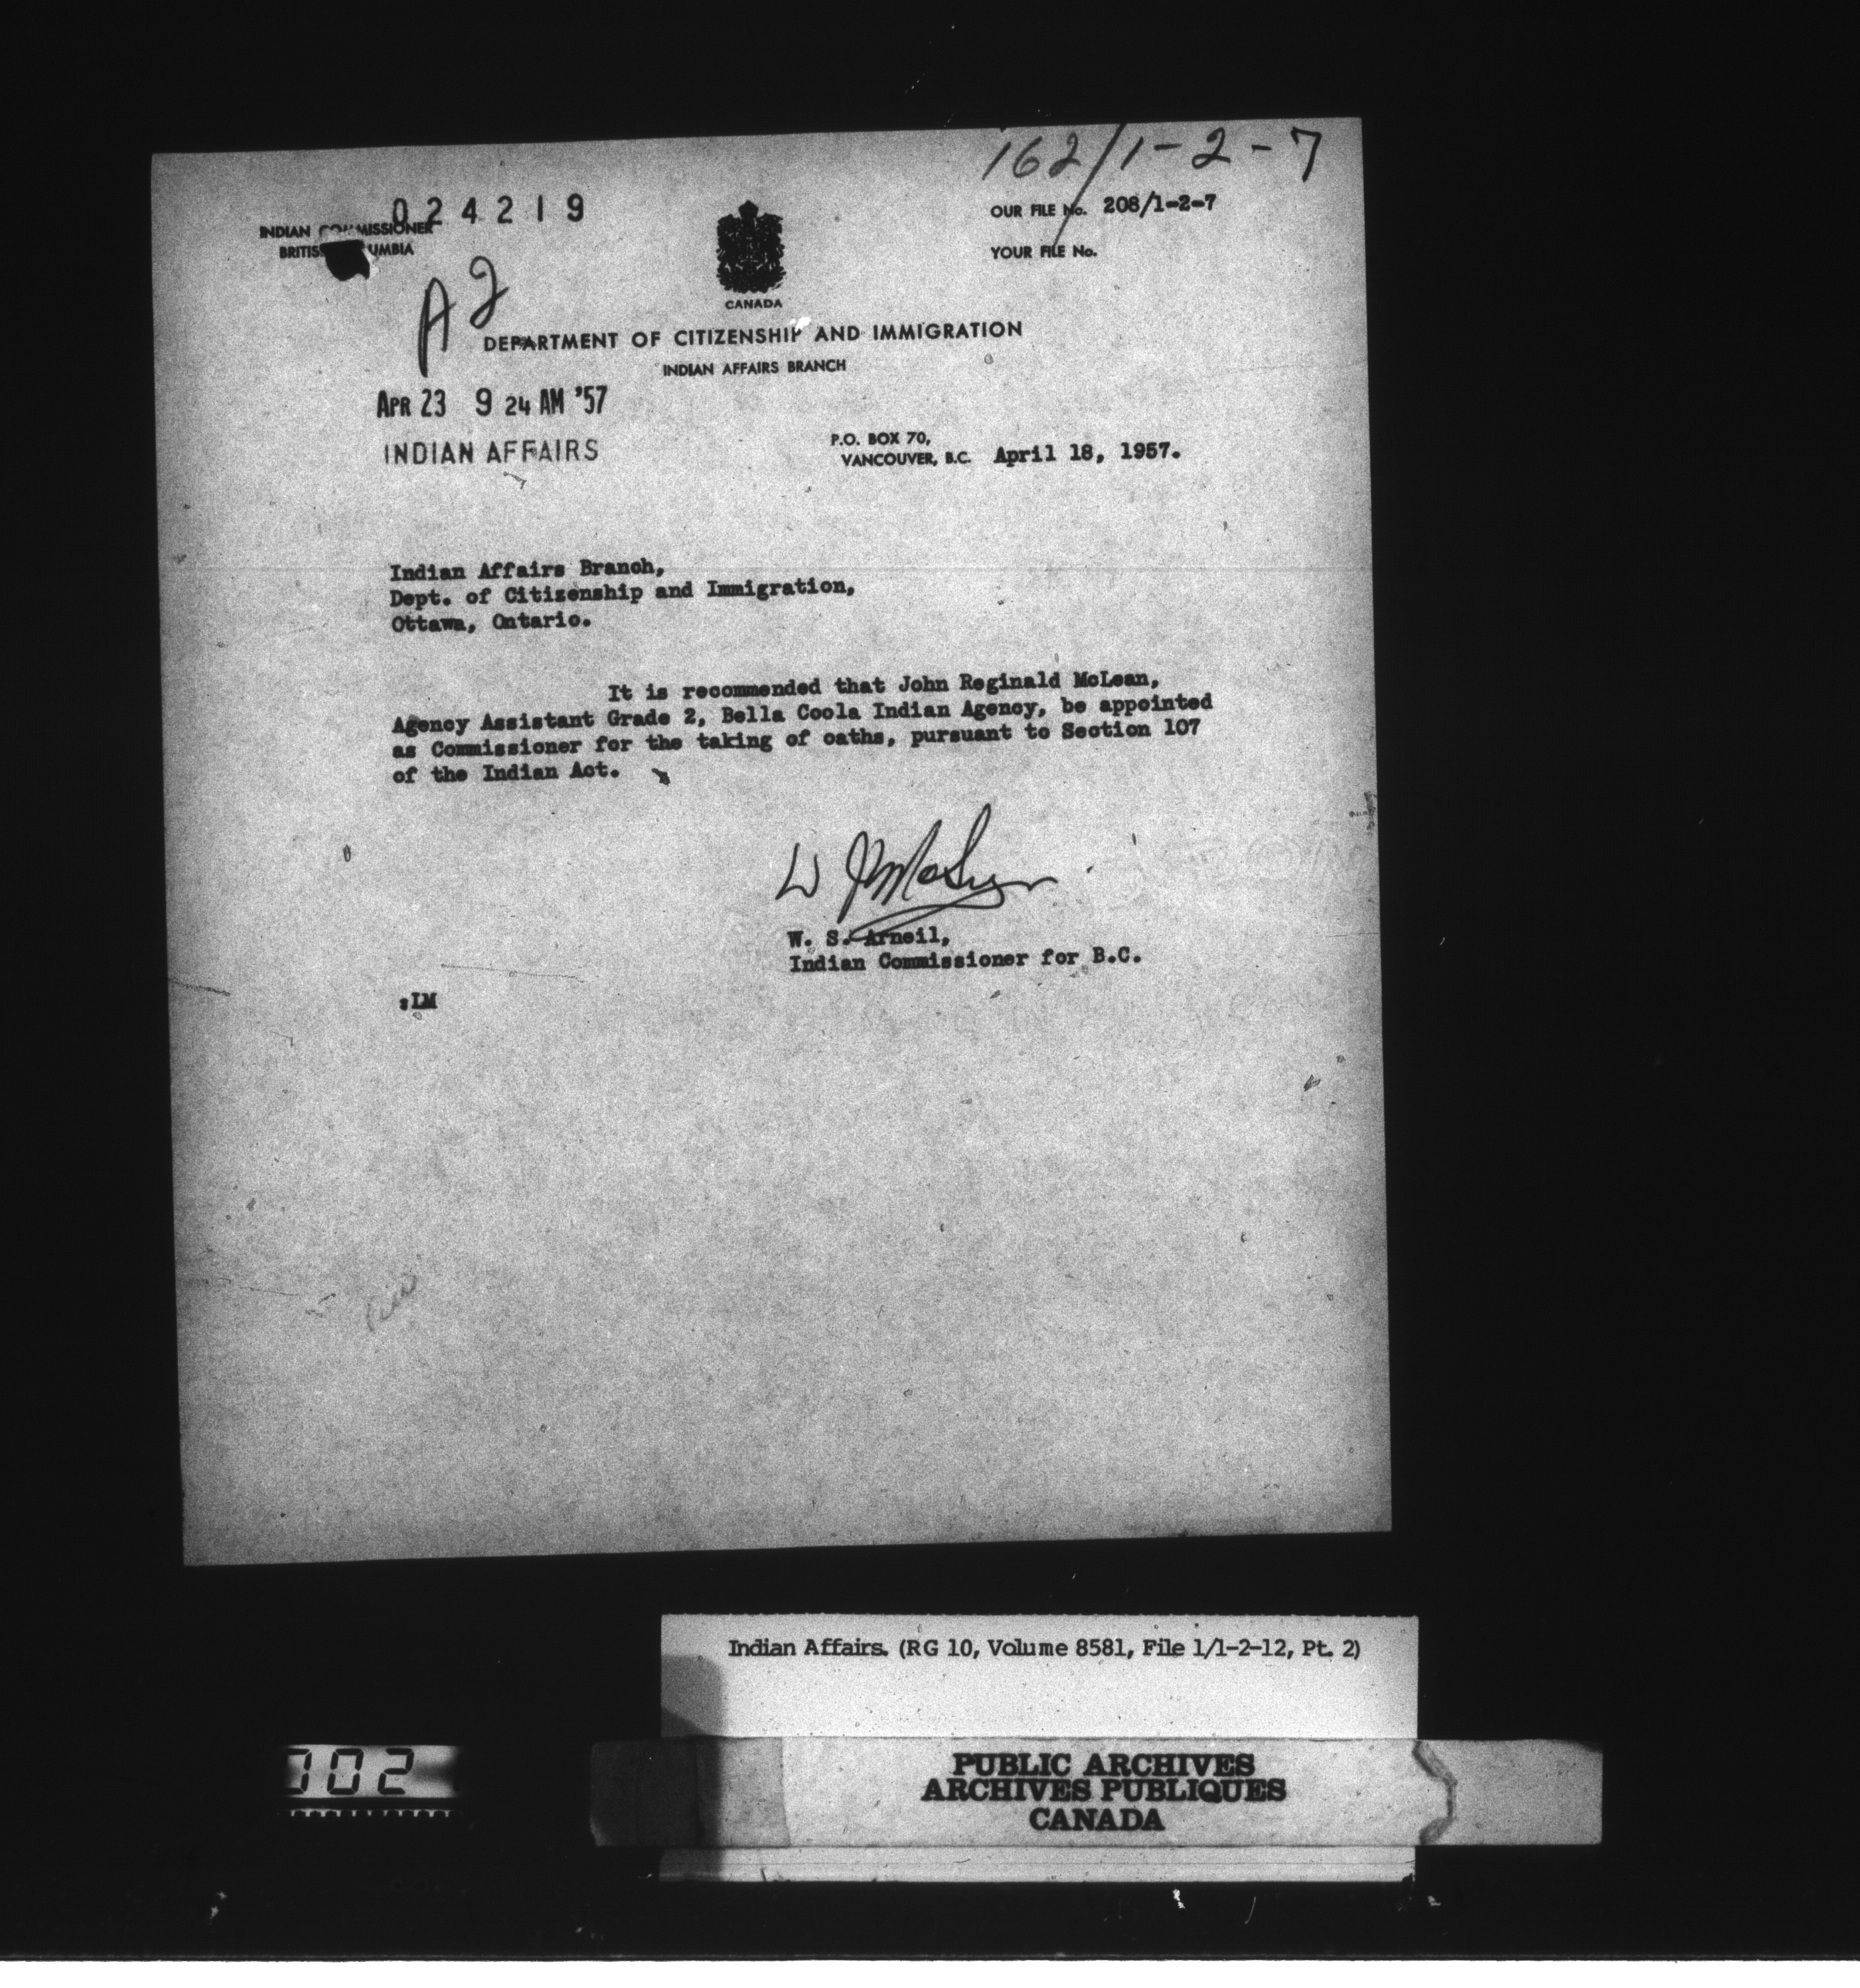 162/1-2-7
024219
INDIAN COMMISSIONER
BRITISH COLUMBIA
OUR FILE No. 208/1-2-7
YOUR FILE No.
A2
CANADA
DEPARTMENT OF CITIZENSHIP AND IMMIGRATION
INDIAN AFFAIRS BRANCH
APR 23 9 24 AM '57
INDIAN AFFAIRS
P.O. BOX 70,
VANCOUVER, B.C. April 18, 1957.
Indian Affairs Branch,
Dept. of Citizenship and Immigration,
Ottawa, Ontario.
It is recommended that John Reginald McLean,
Agency Assistant Grade 2, Bella Coola Indian Agency, be appointed
as Commissioner for the taking of oaths, pursuant to Section 107
of the Indian Act.
W. S. Arneil,
Indian Commissioner for B.C.
:LM
Indian Affairs. (RG 10, Volume 8581, File 1/1-2-12, Pt. 2)
302
PUBLIC ARCHIVES
ARCHIVES PUBLIQUES
CANADA